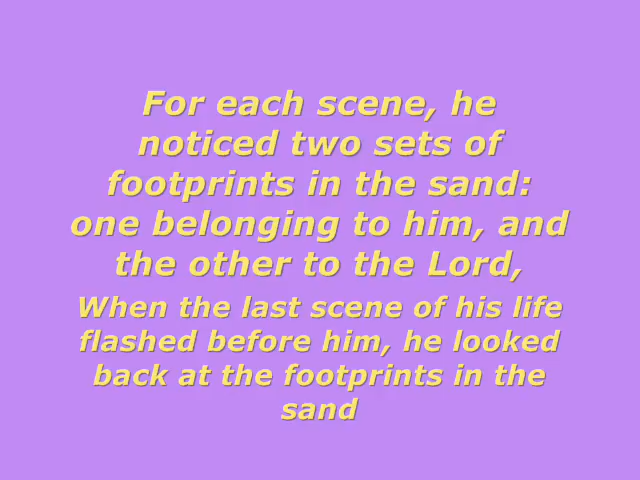 For each scene, he
noticed two sets of
footprints in the sand:
one belonging to him, and
the other to the Lord,
When the last scene of his life
flashed before him, he looked
back at the footprints in the
sand